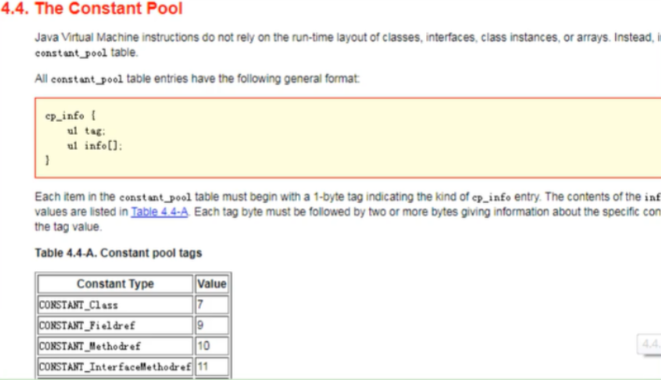 4.4. The Constant Pool
Java Virtual Machine instructions do not rely on the run-time layout of classes, interfaces, class instances, or arrays. Instead, i
constant_pool table.
All constant_pool table entries have the following general format:
cp_info {
u1 tag;
u1 info[];
}
Each item in the constant_pool table must begin with a 1-byte tag indicating the kind of cp_info entry. The contents of the inf
values are listed in Table 4.4-A. Each tag byte must be followed by two or more bytes giving information about the specific con
the tag value.
Table 4.4-A. Constant pool tags
Constant Type Value
CONSTANT_Class 7
CONSTANT_Fieldref 9
CONSTANT_Methodref 10
4.4.
CONSTANT_InterfaceMethodref 11